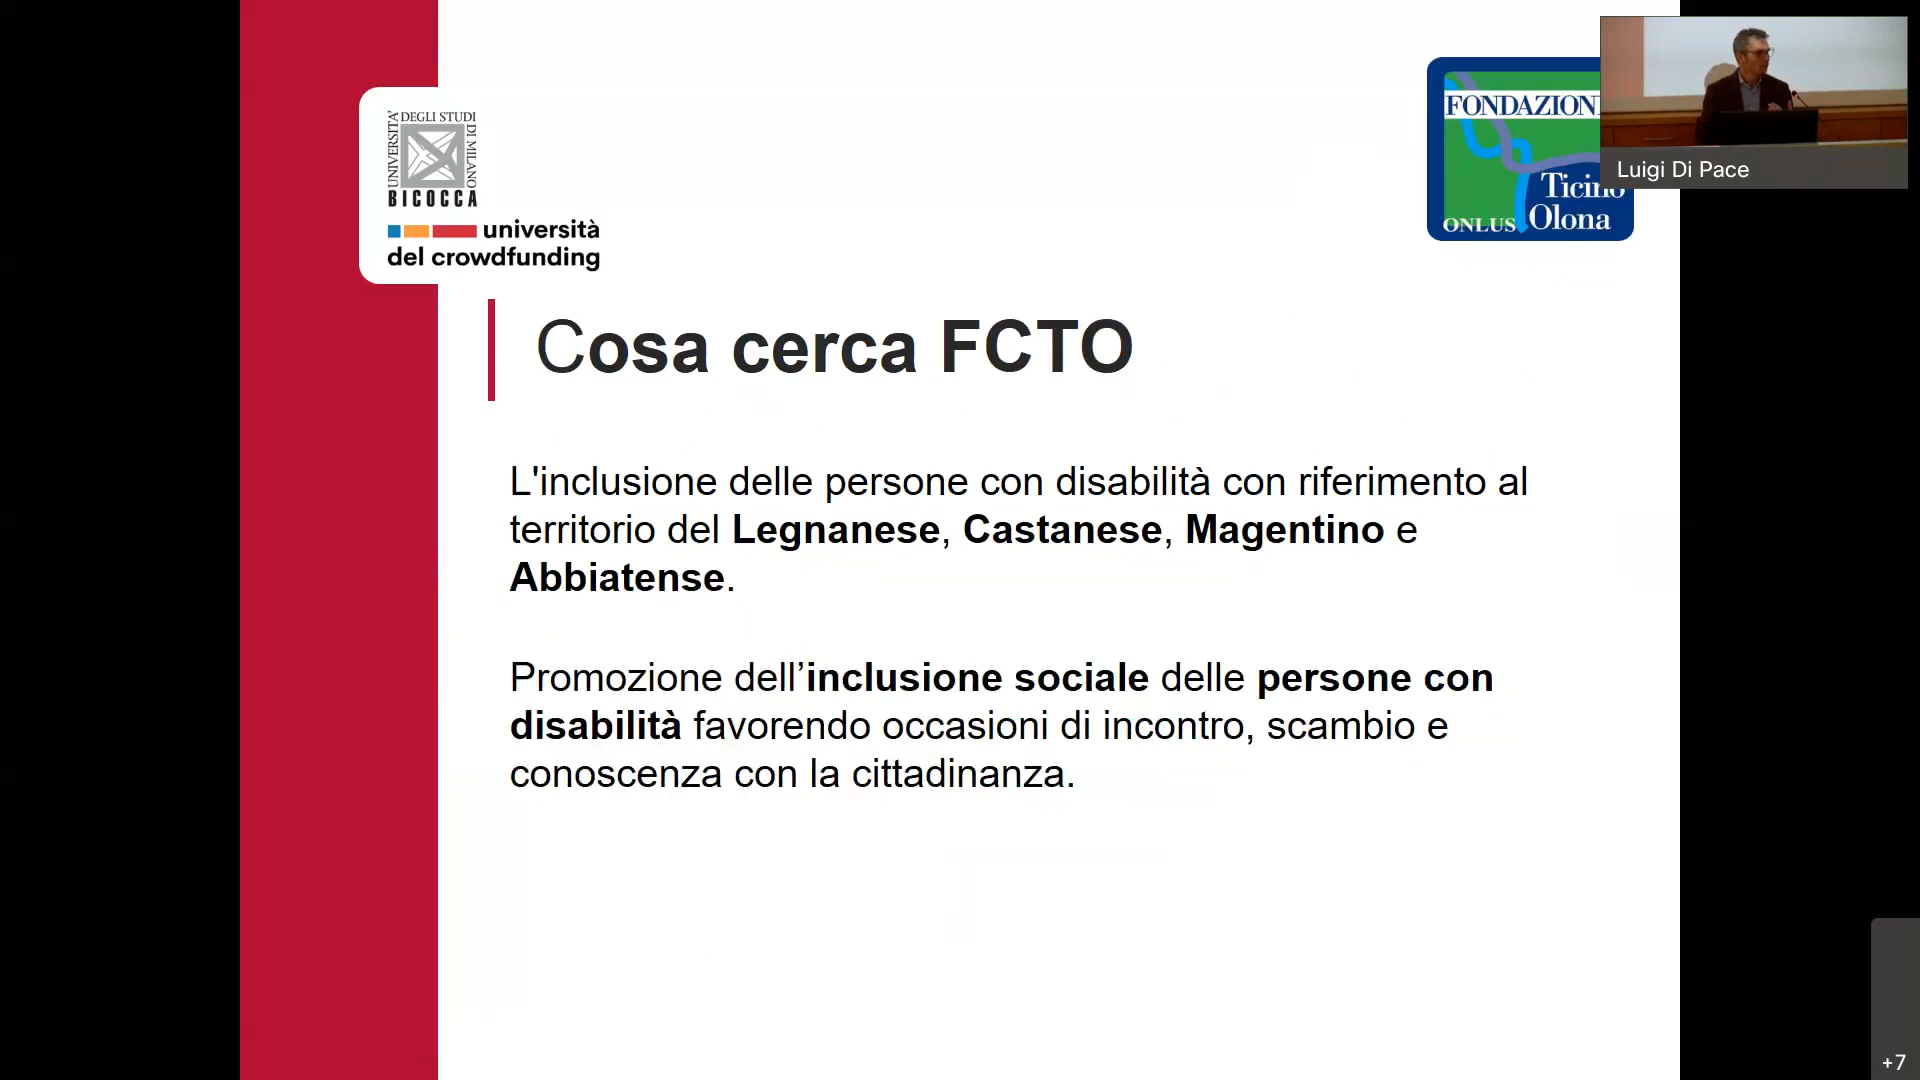 UNIVERSITA'
DEGLI STUDI
DI MILANO
BICOCCA
università
del crowdfunding
FONDAZION
Ticino
Olona
ONLUS
Luigi Di Pace
Cosa cerca FCTO
L'inclusione delle persone con disabilità con riferimento al
territorio del Legnanese, Castanese, Magentino e
Abbiatense.
Promozione dell’inclusione sociale delle persone con
disabilità favorendo occasioni di incontro, scambio e
conoscenza con la cittadinanza.
+7